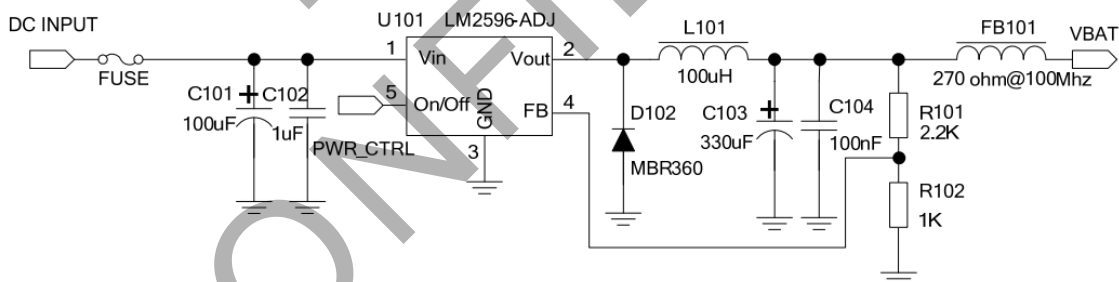 U101 LM2596-ADJ
DC INPUT
FUSE
1
Vin
Vout
2
L101
100uH
FB101
VBAT
270 ohm@100Mhz
C101
+
100uF
C102
1uF
5
On/Off
GND
FB
4
PWR_CTRL
3
D102
MBR360
C103
+
330uF
C104
100nF
R101
2.2K
R102
1K